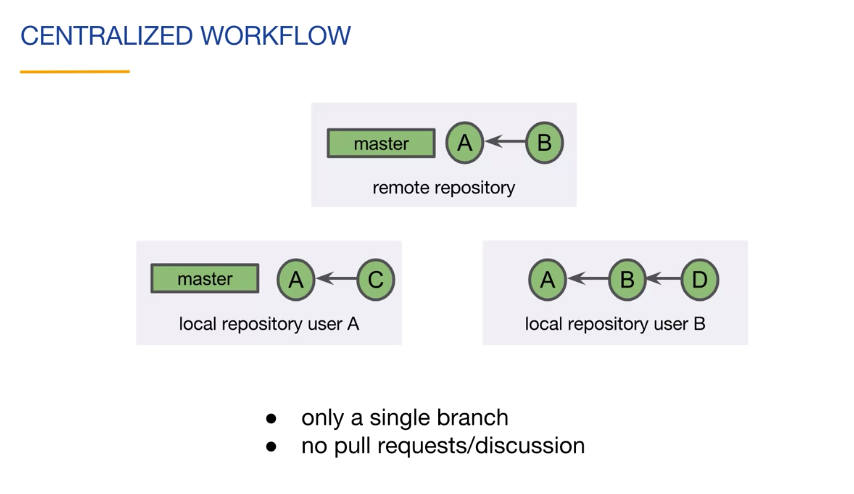 CENTRALIZED WORKFLOW
master A B
remote repository
master A C
local repository user A
A B D
local repository user B
● only a single branch
● no pull requests/discussion